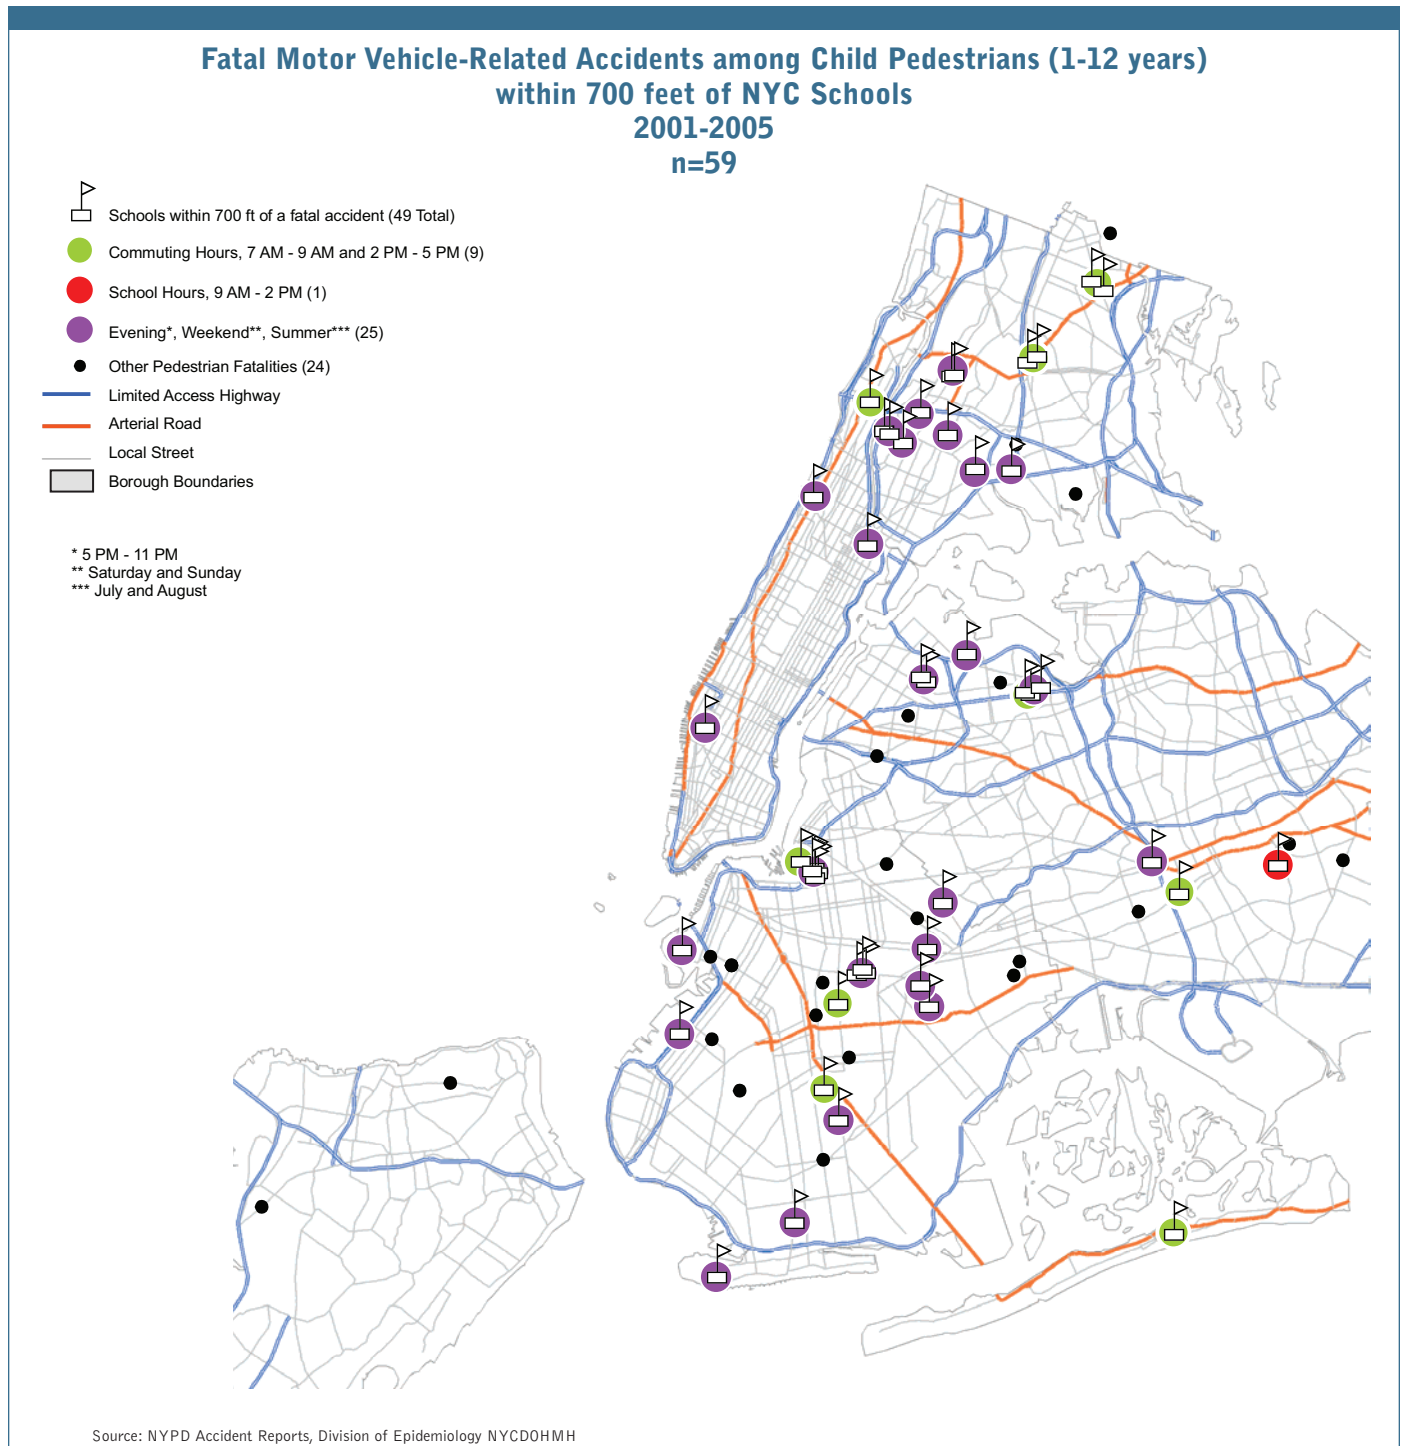 Fatal Motor Vehicle-Related Accidents among Child Pedestrians (1-12 years)
within 700 feet of NYC Schools
2001-2005
n=59
Schools within 700 ft of a fatal accident (49 Total)
Commuting Hours, 7 AM - 9 AM and 2 PM - 5 PM (9)
School Hours, 9 AM - 2 PM (1)
Evening*, Weekend**, Summer*** (25)
Other Pedestrian Fatalities (24)
Limited Access Highway
Arterial Road
Local Street
Borough Boundaries
* 5 PM - 11 PM
** Saturday and Sunday
*** July and August
Source: NYPD Accident Reports, Division of Epidemiology NYCDOHMH